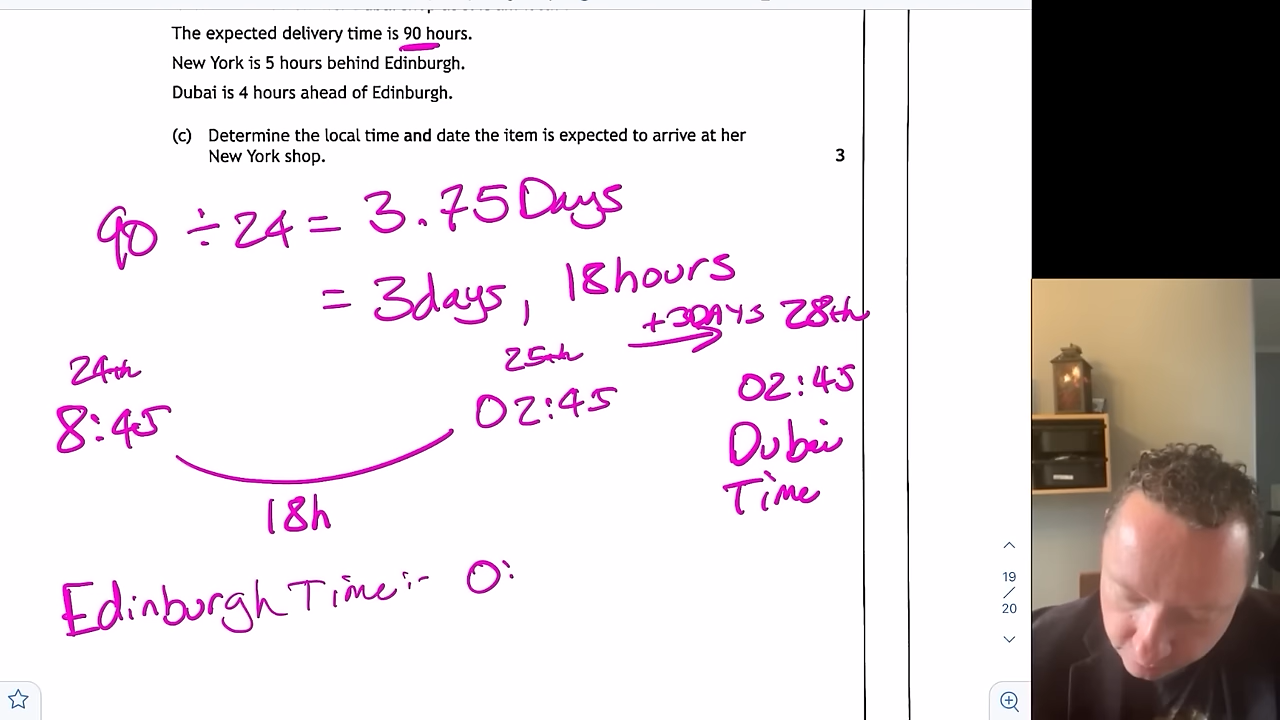 The expected delivery time is 90 hours.
New York is 5 hours behind Edinburgh.
Dubai is 4 hours ahead of Edinburgh.
(c) Determine the local time and date the item is expected to arrive at her
New York shop.
3
90 ÷ 24 = 3.75 Days
= 3days, 18hours
+3DAYS 28th
24th
25th
8:45
02:45
02:45
Dubai
Time
18h
Edinburgh Time:- 0:
19
/
20